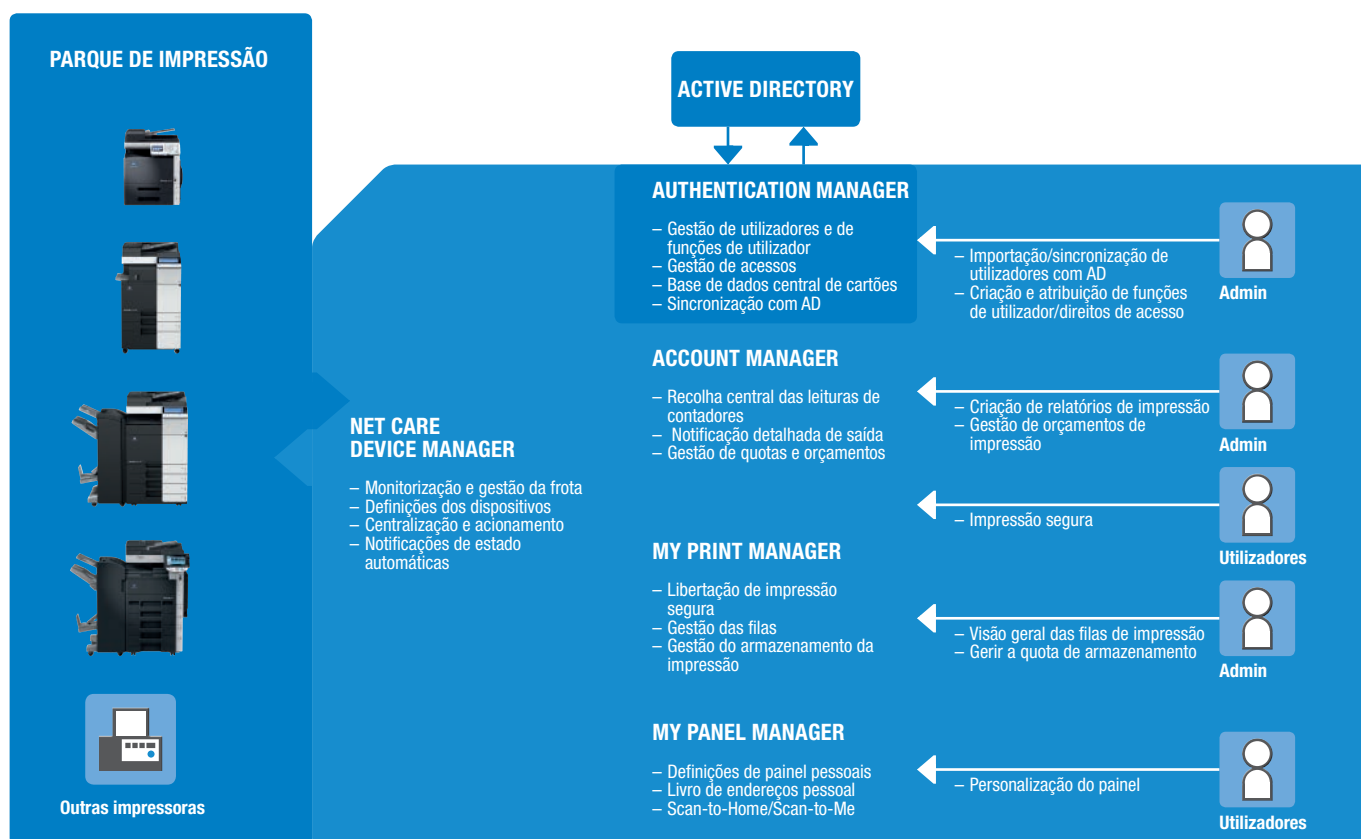 PARQUE DE IMPRESSÃO
Outras impressoras
NET CARE
DEVICE MANAGER
– Monitorização e gestão da frota
– Definições dos dispositivos
– Centralização e acionamento
– Notificações de estado
automáticas
ACTIVE DIRECTORY
AUTHENTICATION MANAGER
– Gestão de utilizadores e de
funções de utilizador
– Gestão de acessos
– Base de dados central de cartões
– Sincronização com AD
– Importação/sincronização de
utilizadores com AD
– Criação e atribuição de funções
de utilizador/direitos de acesso
Admin
ACCOUNT MANAGER
– Recolha central das leituras de
contadores
– Notificação detalhada de saída
– Gestão de quotas e orçamentos
– Criação de relatórios de impressão
– Gestão de orçamentos de
impressão
Admin
– Impressão segura
Utilizadores
MY PRINT MANAGER
– Libertação de impressão
segura
– Gestão das filas
– Gestão do armazenamento da
impressão
– Visão geral das filas de impressão
– Gerir a quota de armazenamento
Admin
MY PANEL MANAGER
– Definições de painel pessoais
– Livro de endereços pessoal
– Scan-to-Home/Scan-to-Me
– Personalização do painel
Utilizadores